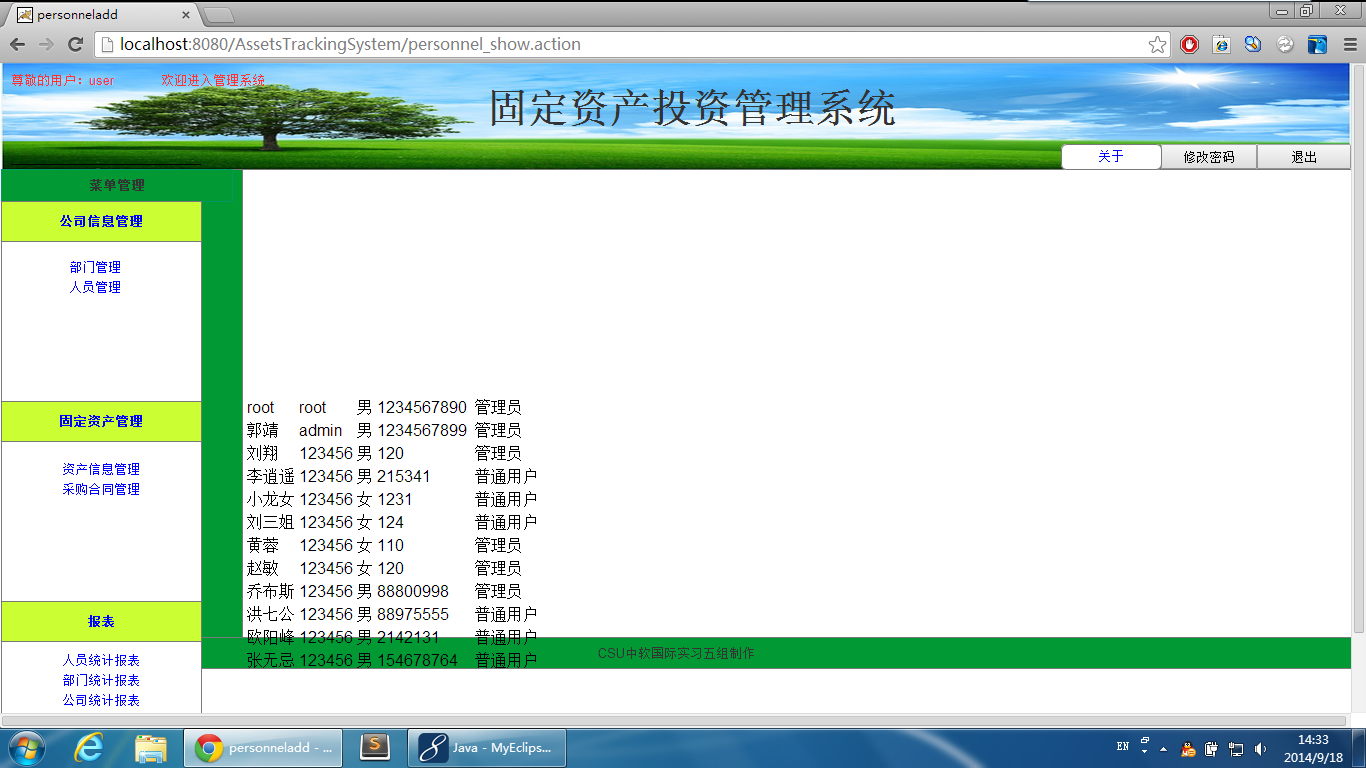 personneladd
localhost:8080/AssetsTrackingSystem/personnel_show.action
尊敬的用户：user 欢迎进入管理系统
固定资产投资管理系统
关于 修改密码 退出
菜单管理
公司信息管理
部门管理
人员管理
固定资产管理
资产信息管理
采购合同管理
报表
人员统计报表
部门统计报表
公司统计报表
root root 男 1234567890 管理员
郭靖 admin 男 1234567899 管理员
刘翔 123456 男 120 管理员
李逍遥 123456 男 215341 普通用户
小龙女 123456 女 1231 普通用户
刘三姐 123456 女 124 普通用户
黄蓉 123456 女 110 管理员
赵敏 123456 女 120 管理员
乔布斯 123456 男 88800998 管理员
洪七公 123456 男 88975555 普通用户
欧阳峰 123456 男 2142131 普通用户
张无忌 123456 男 154678764 普通用户
CSU中软国际实习五组制作
personneladd - ...
Java - MyEclips...
EN
14:33
2014/9/18